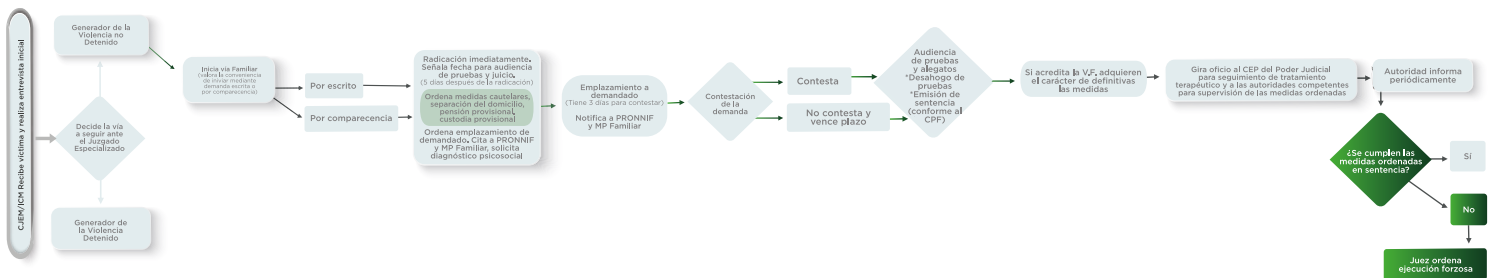 CJEM/ICM Recibe víctima y realiza entrevista inicial
Generador de la
Violencia no
Detenido
Decide la vía
a seguir ante
el Juzgado
Especializado
Generador de
la Violencia
Detenido
Inicia vía Familiar
(valora la conveniencia
de iniviar mediante
demanda escrita o
por comparecencia)
Por escrito
Por comparecencia
Radicación imediatamente.
Señala fecha para audiencia
de pruebas y juicio.
(5 días después de la radicación)
Ordena medidas cautelares,
separación del domicilio,
pensión provisional,
custodia provisional
Ordena emplazamiento de
demandado. Cita a PRONNIF
y MP Familiar, solicita
diagnóstico psicosocial
Emplazamiento a
demandado
(Tiene 3 días para contestar)
Notifica a PRONNIF
y MP Familiar
Contestación
de la
demanda
Contesta
No contesta y
vence plazo
Audiencia
de pruebas
y alegatos
*Desahogo de
pruebas
*Emisión de
sentencia
(conforme al
CPF)
Si acredita la V.F. adquieren
el carácter de definitivas
las medidas
Gira oficio al CEP del Poder Judicial
para seguimiento de tratamiento
terapéutico y a las autoridades competentes
para supervisión de las medidas ordenadas
Autoridad informa
periódicamente
¿Se cumplen las
medidas ordenadas
en sentencia?
Sí
No
Juez ordena
ejecución forzosa